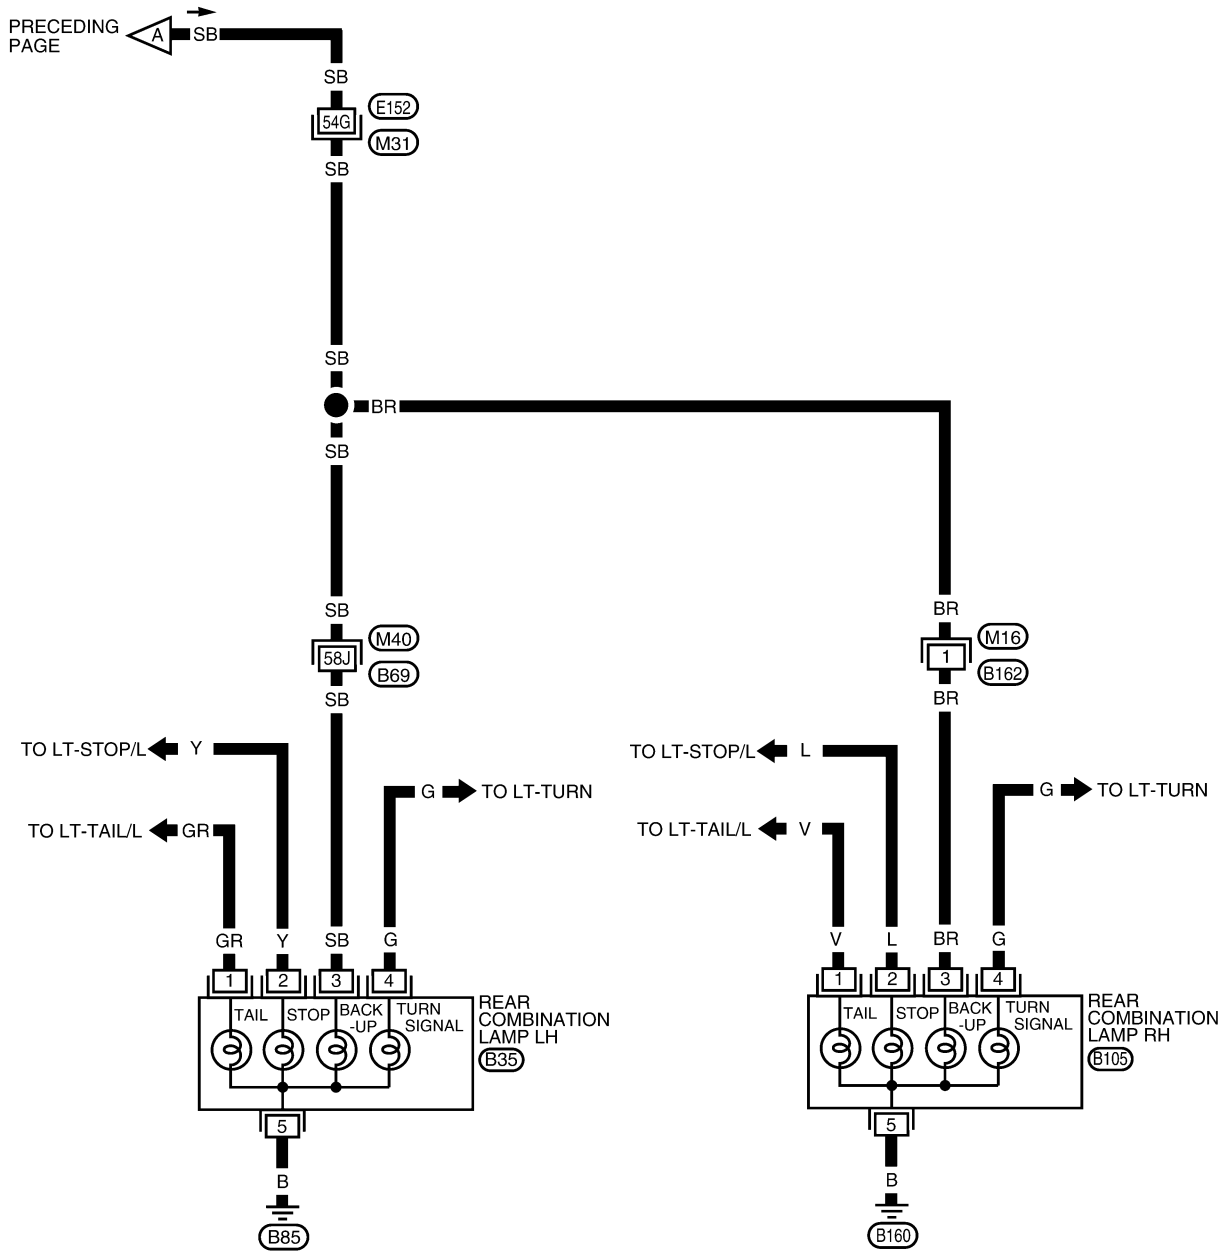 PRECEDING
PAGE
A
SB
SB
54G
E152
M31
SB
SB
BR
SB
SB
BR
58J
M40
B69
1
M16
B162
SB
BR
TO LT-STOP/L
Y
TO LT-STOP/L
L
G
TO LT-TURN
G
TO LT-TURN
TO LT-TAIL/L
GR
TO LT-TAIL/L
V
GR
Y
SB
G
V
L
BR
G
1
2
3
4
1
2
3
4
TAIL
STOP
BACK
-UP
TURN
SIGNAL
REAR
COMBINATION
LAMP LH
B35
TAIL
STOP
BACK
-UP
TURN
SIGNAL
REAR
COMBINATION
LAMP RH
B105
5
5
B
B
B85
B160